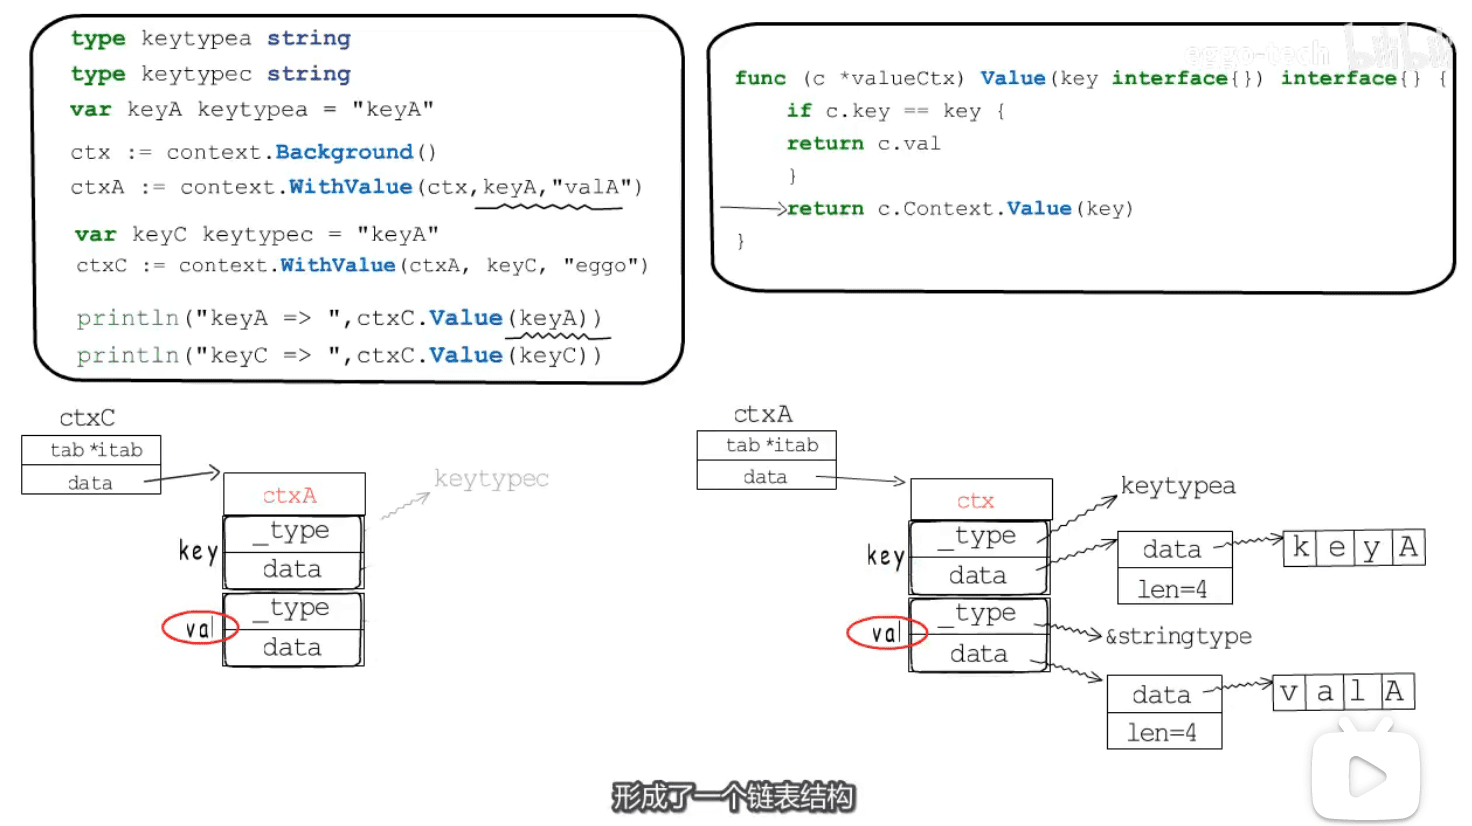 type keytypea string
type keytypec string
var keyA keytypea = "keyA"
ctx := context.Background()
ctxA := context.WithValue(ctx,keyA,"valA")
var keyC keytypec = "keyA"
ctxC := context.WithValue(ctxA, keyC, "eggo")
println("keyA => ",ctxC.Value(keyA))
println("keyC => ",ctxC.Value(keyC))
eggo-tech bilibili
func (c *valueCtx) Value(key interface{}) interface{} {
if c.key == key {
return c.val
}
return c.Context.Value(key)
}
ctxC
tab *itab
data
ctxA
key
_type
data
val
_type
data
keytypec
ctxA
tab *itab
data
ctx
key
_type
data
val
_type
data
keytypea
data
len=4
k e y A
&stringtype
data
len=4
v a l A
形成了一个链表结构